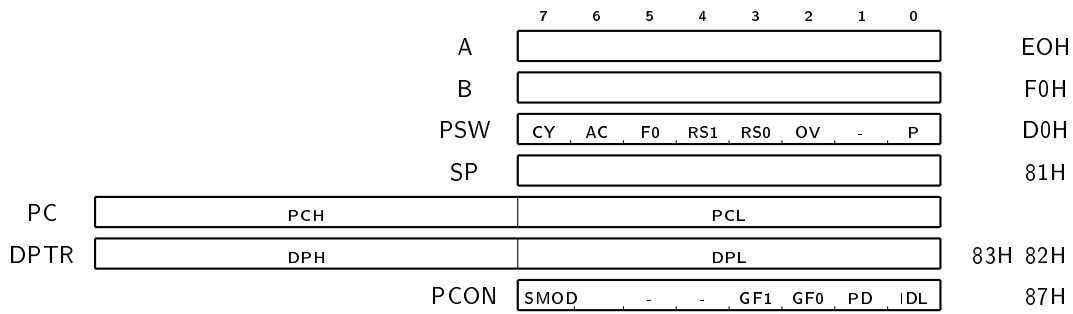 7 6 5 4 3 2 1 0
A EOH
B F0H
PSW CY AC F0 RS1 RS0 OV - P D0H
SP 81H
PC PCH PCL
DPTR DPH DPL 83H 82H
PCON SMOD - - GF1 GF0 PD IDL 87H